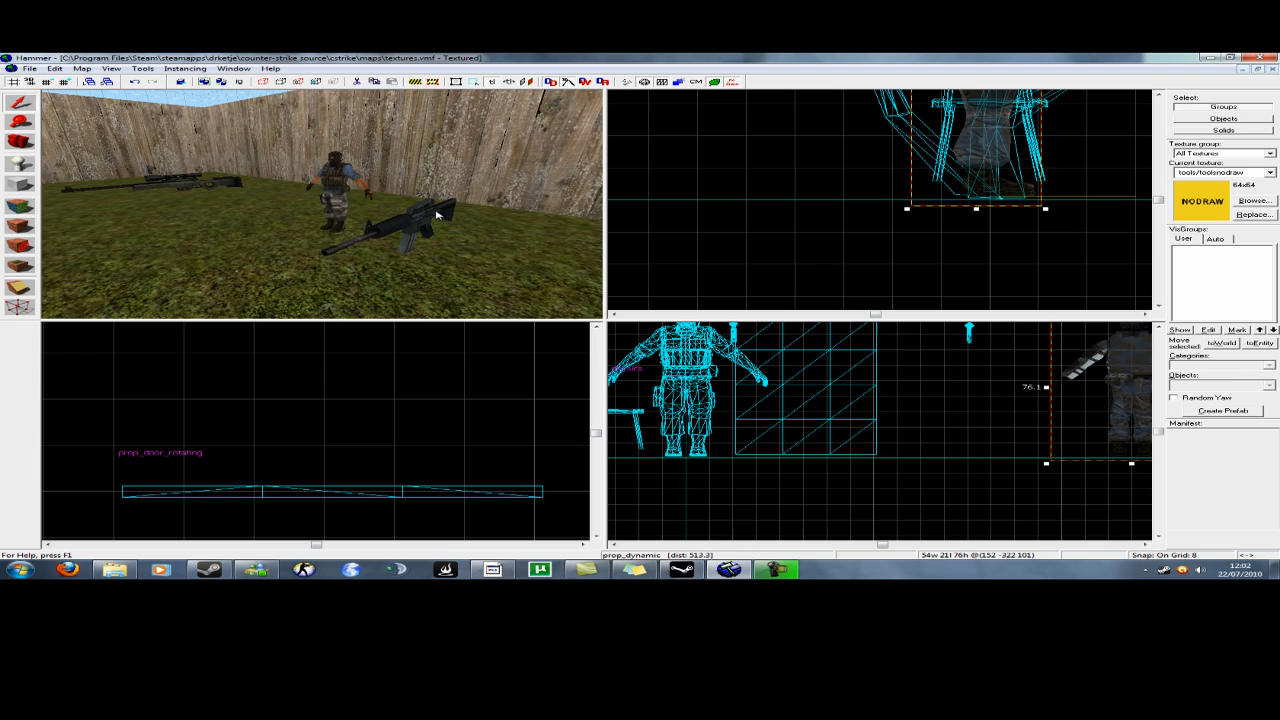 Hammer - [C:\Program Files\Steam\steamapps\drketje\counter-strike source\cstrike\maps\textures.vmf - Textured]
File Edit Map View Tools Instancing Window Help
Select:
Groups
Objects
Solids
Texture group:
All Textures
Current texture:
tools/toolsnodraw
64x64
NODRAW
Browse...
Replace...
VisGroups:
User Auto
Show Edit Mark
Move selected:
toWorld toEntity
Categories:
Objects:
Random Yaw
Create Prefab
Manifest:
76.1
prop_door_rotating
For Help, press F1
prop_dynamic [dist: 513.3]
54w 21l 76h @(152 -322 101)
Snap: On Grid: 8
<->
12:02
22/07/2010